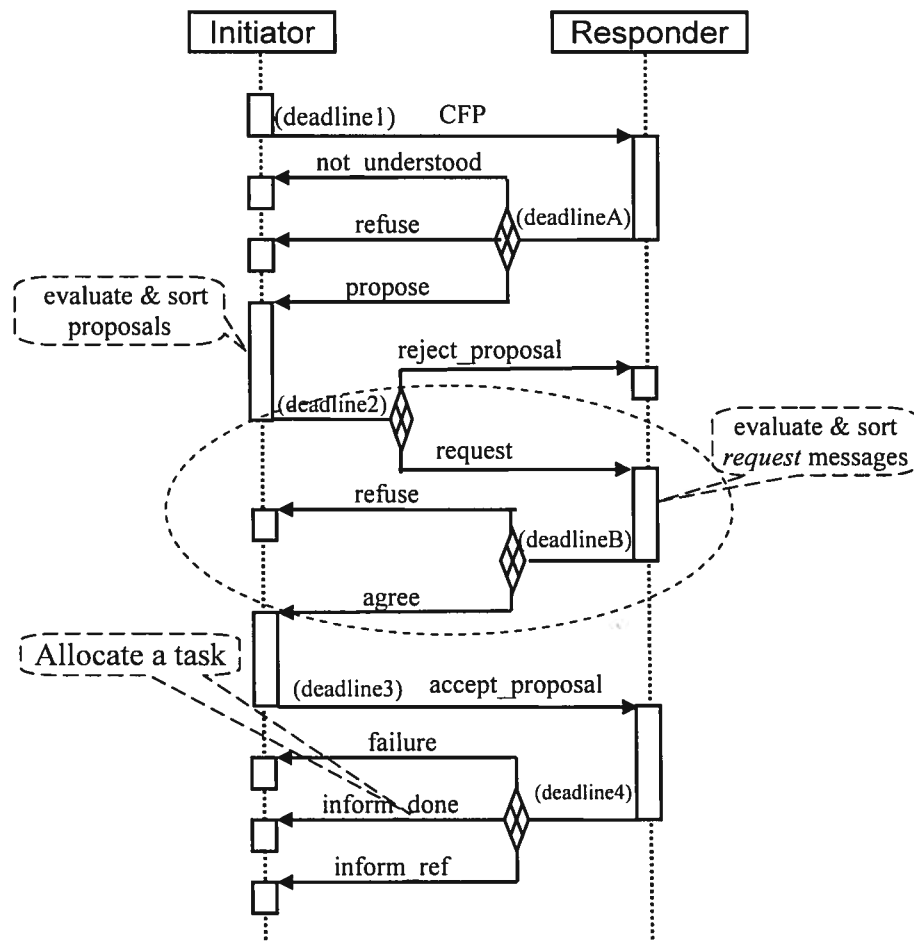 Initiator
Responder
(deadline1) CFP
not_understood
(deadlineA)
refuse
propose
evaluate & sort
proposals
reject_proposal
(deadline2)
request
evaluate & sort
request messages
refuse
(deadlineB)
agree
Allocate a task
(deadline3) accept_proposal
failure
(deadline4)
inform_done
inform_ref